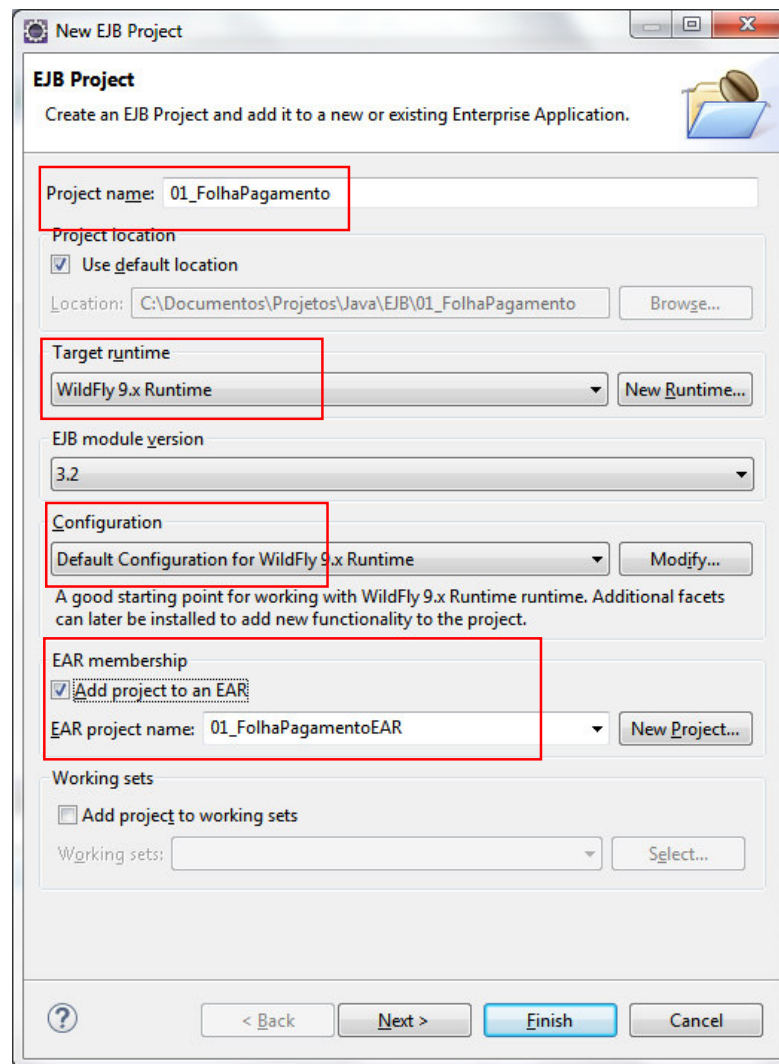 New EJB Project
EJB Project
Create an EJB Project and add it to a new or existing Enterprise Application.
Project name: 01_FolhaPagamento
Project location
Use default location
Location: C:\Documentos\Projetos\Java\EJB\01_FolhaPagamento Browse...
Target runtime
WildFly 9.x Runtime New Runtime...
EJB module version
3.2
Configuration
Default Configuration for WildFly 9.x Runtime Modify...
A good starting point for working with WildFly 9.x Runtime runtime. Additional facets
can later be installed to add new functionality to the project.
EAR membership
Add project to an EAR
EAR project name: 01_FolhaPagamentoEAR New Project...
Working sets
Add project to working sets
Working sets: Select...
? < Back Next > Finish Cancel